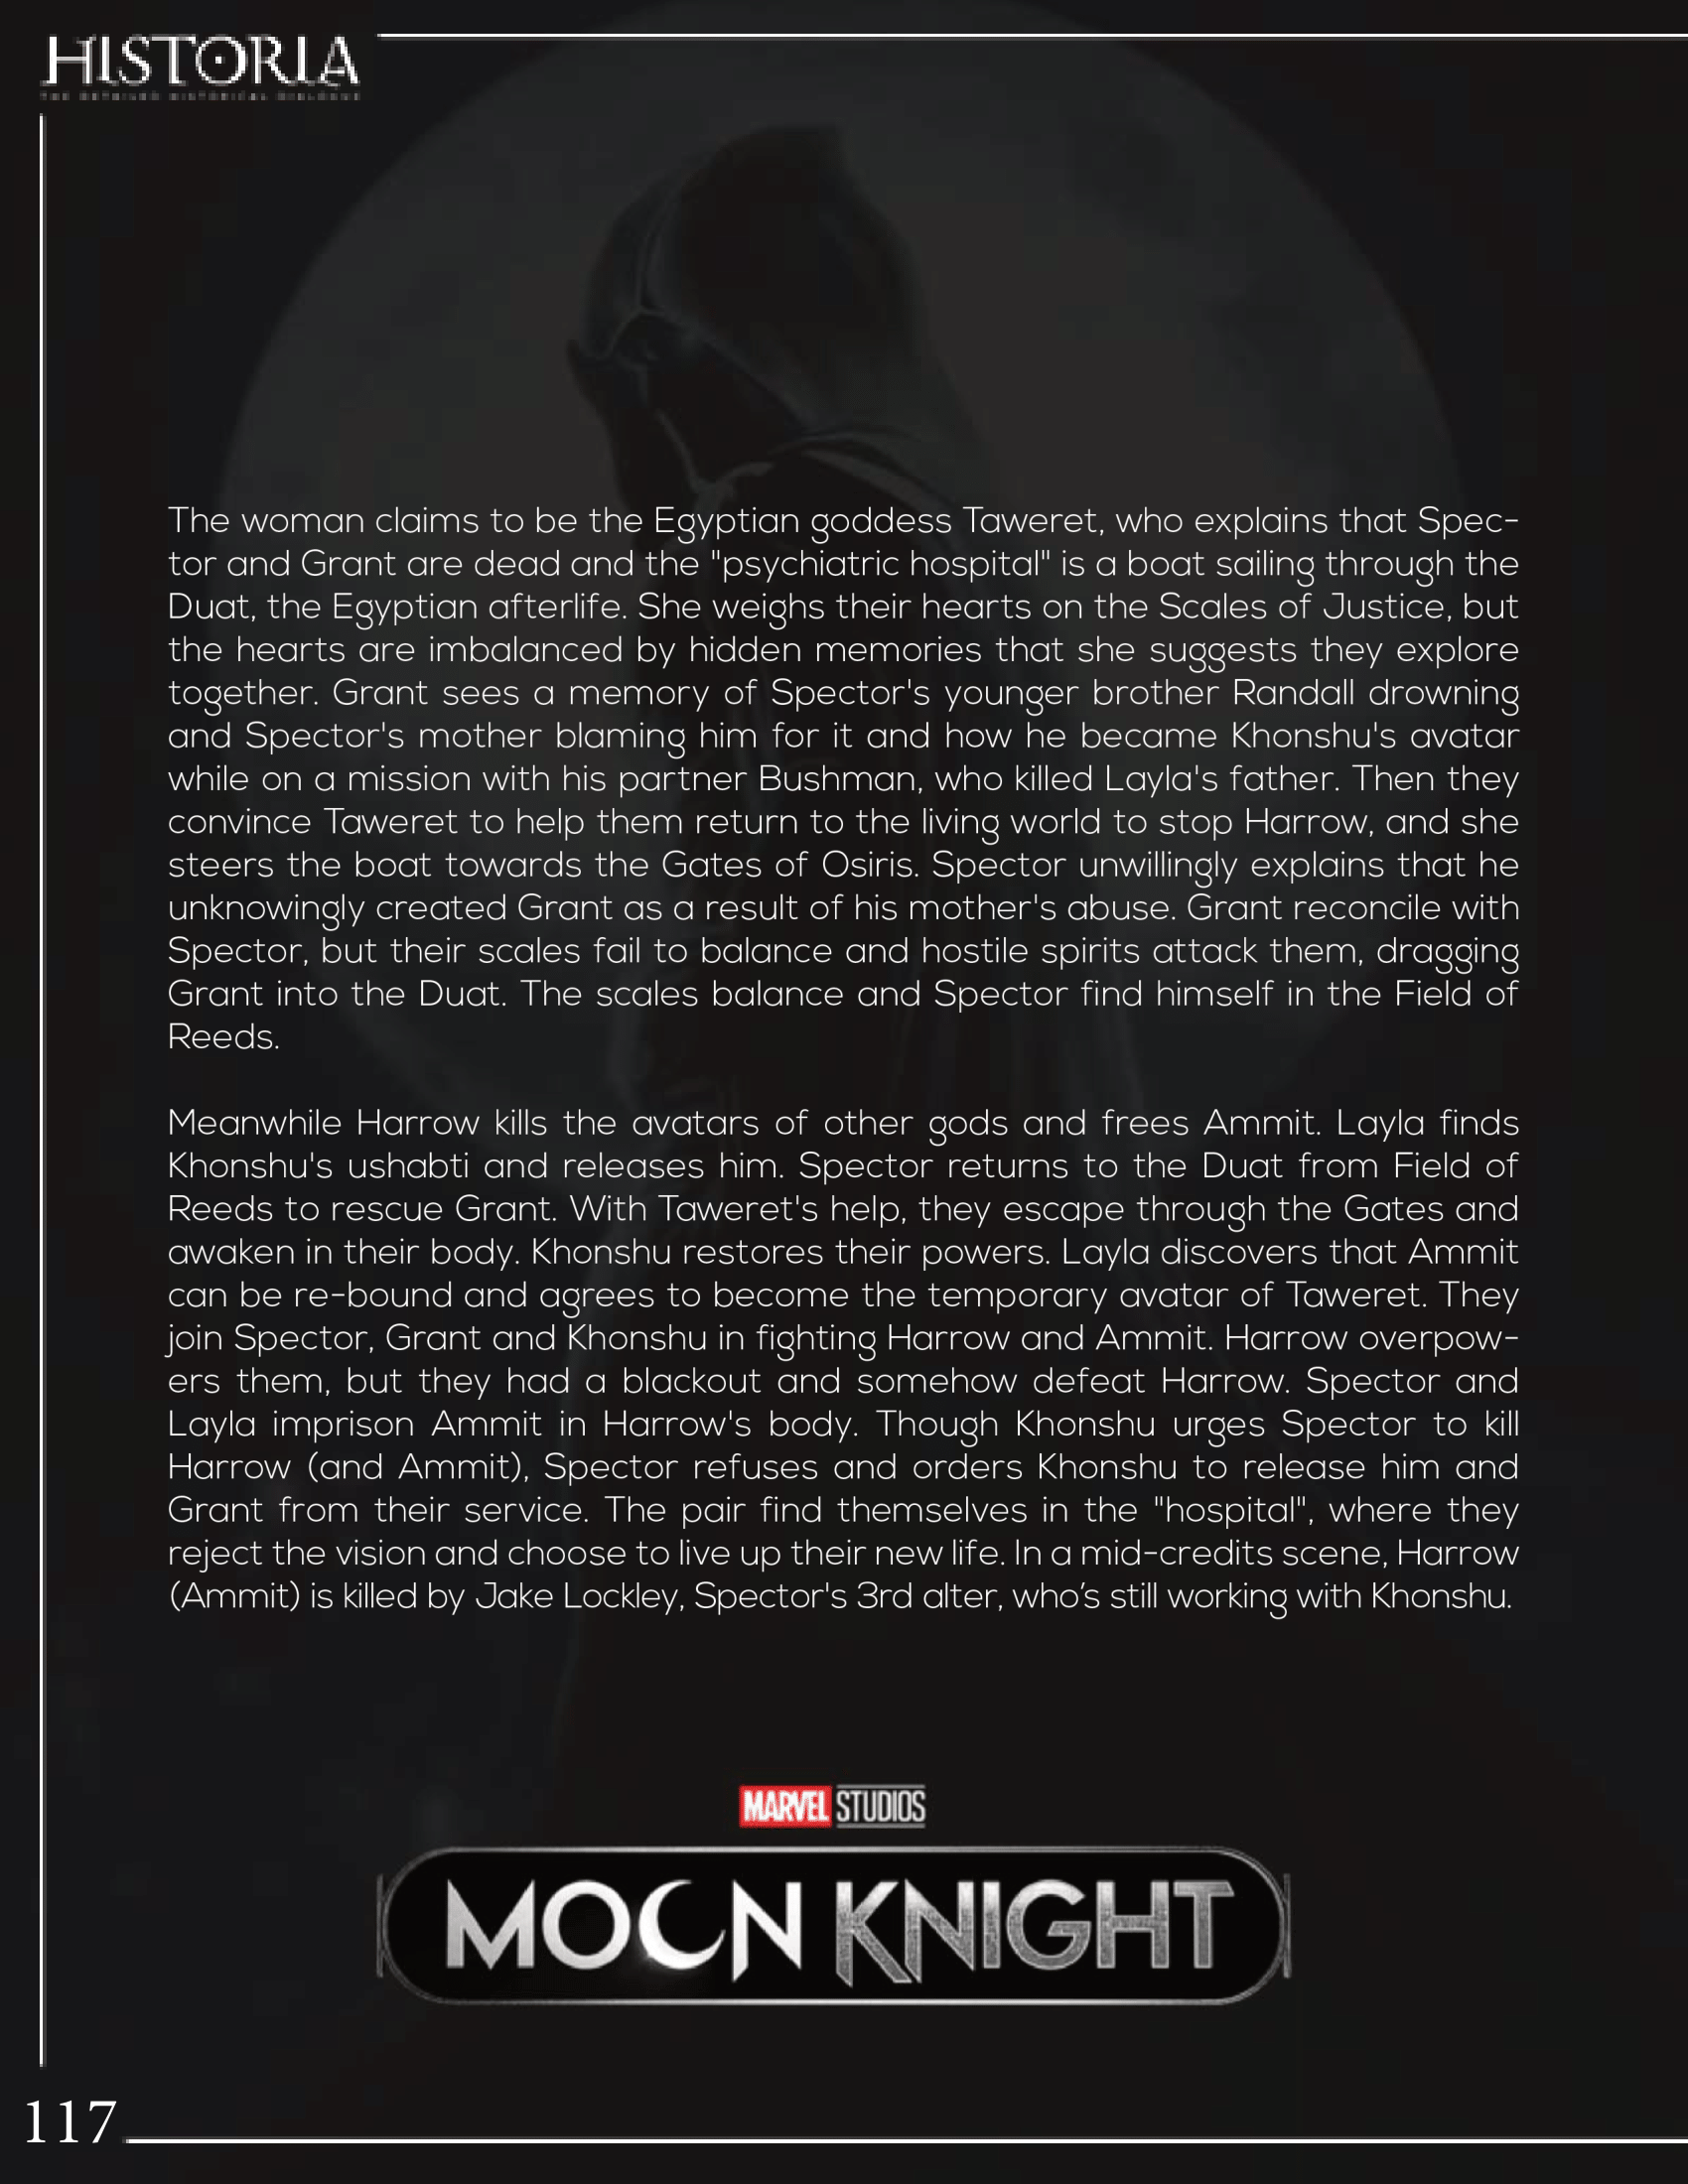 HISTORIA
The woman claims to be the Egyptian goddess Taweret, who explains that Spec-
tor and Grant are dead and the "psychiatric hospital" is a boat sailing through the
Duat, the Egyptian afterlife. She weighs their hearts on the Scales of Justice, but
the hearts are imbalanced by hidden memories that she suggests they explore
together. Grant sees a memory of Spector's younger brother Randall drowning
and Spector's mother blaming him for it and how he became Khonshu's avatar
while on a mission with his partner Bushman, who killed Layla's father. Then they
convince Taweret to help them return to the living world to stop Harrow, and she
steers the boat towards the Gates of Osiris. Spector unwillingly explains that he
unknowingly created Grant as a result of his mother's abuse. Grant reconcile with
Spector, but their scales fail to balance and hostile spirits attack them, dragging
Grant into the Duat. The scales balance and Spector find himself in the Field of
Reeds.
Meanwhile Harrow kills the avatars of other gods and frees Ammit. Layla finds
Khonshu's ushabti and releases him. Spector returns to the Duat from Field of
Reeds to rescue Grant. With Taweret's help, they escape through the Gates and
awaken in their body. Khonshu restores their powers. Layla discovers that Ammit
can be re-bound and agrees to become the temporary avatar of Taweret. They
join Spector, Grant and Khonshu in fighting Harrow and Ammit. Harrow overpow-
ers them, but they had a blackout and somehow defeat Harrow. Spector and
Layla imprison Ammit in Harrow's body. Though Khonshu urges Spector to kill
Harrow (and Ammit), Spector refuses and orders Khonshu to release him and
Grant from their service. The pair find themselves in the "hospital", where they
reject the vision and choose to live up their new life. In a mid-credits scene, Harrow
(Ammit) is killed by Jake Lockley, Spector's 3rd alter, who’s still working with Khonshu.
MARVEL STUDIOS
MOON KNIGHT
117